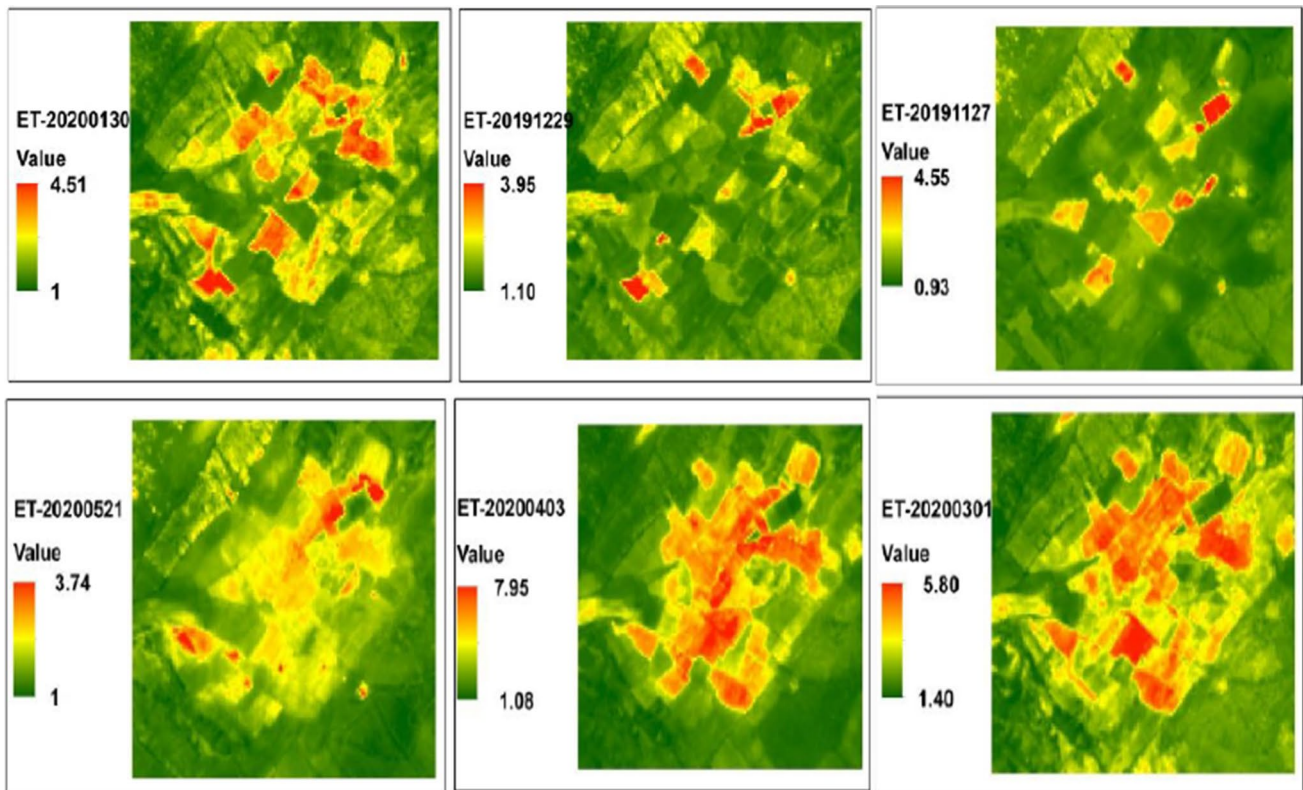 ET-20200130
Value
4.51
1
ET-20191229
Value
3.95
1.10
ET-20191127
Value
4.55
0.93
ET-20200521
Value
3.74
1
ET-20200403
Value
7.95
1.08
ET-20200301
Value
5.80
1.40